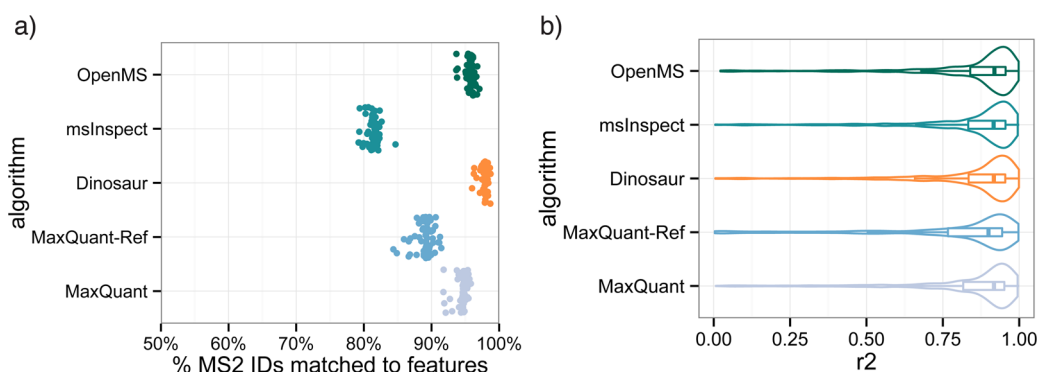 a)
algorithm
OpenMS
msInspect
Dinosaur
MaxQuant-Ref
MaxQuant
50% 60% 70% 80% 90% 100%
% MS2 IDs matched to features
b)
algorithm
OpenMS
msInspect
Dinosaur
MaxQuant-Ref
MaxQuant
0.00 0.25 0.50 0.75 1.00
r2